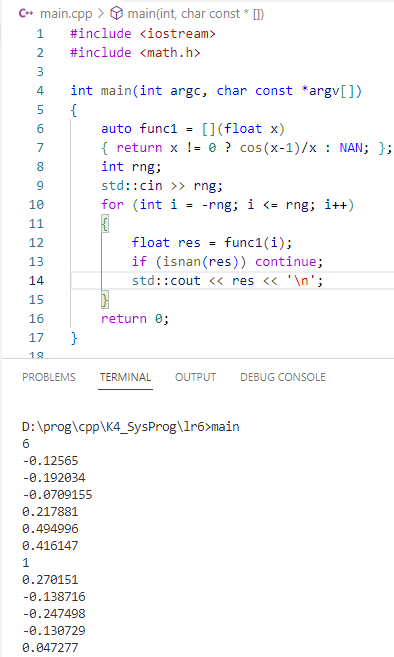 C++ main.cpp > main(int, char const * [])
1 #include <iostream>
2 #include <math.h>
3
4 int main(int argc, char const *argv[])
5 {
6 auto func1 = [](float x)
7 { return x != 0 ? cos(x-1)/x : NAN; };
8 int rng;
9 std::cin >> rng;
10 for (int i = -rng; i <= rng; i++)
11 {
12 float res = func1(i);
13 if (isnan(res)) continue;
14 std::cout << res << '\n';
15 }
16 return 0;
17 }
18
PROBLEMS TERMINAL OUTPUT DEBUG CONSOLE
D:\prog\cpp\K4_SysProg\lr6>main
6
-0.12565
-0.192034
-0.0709155
0.217881
0.494996
0.416147
1
0.270151
-0.138716
-0.247498
-0.130729
0.047277